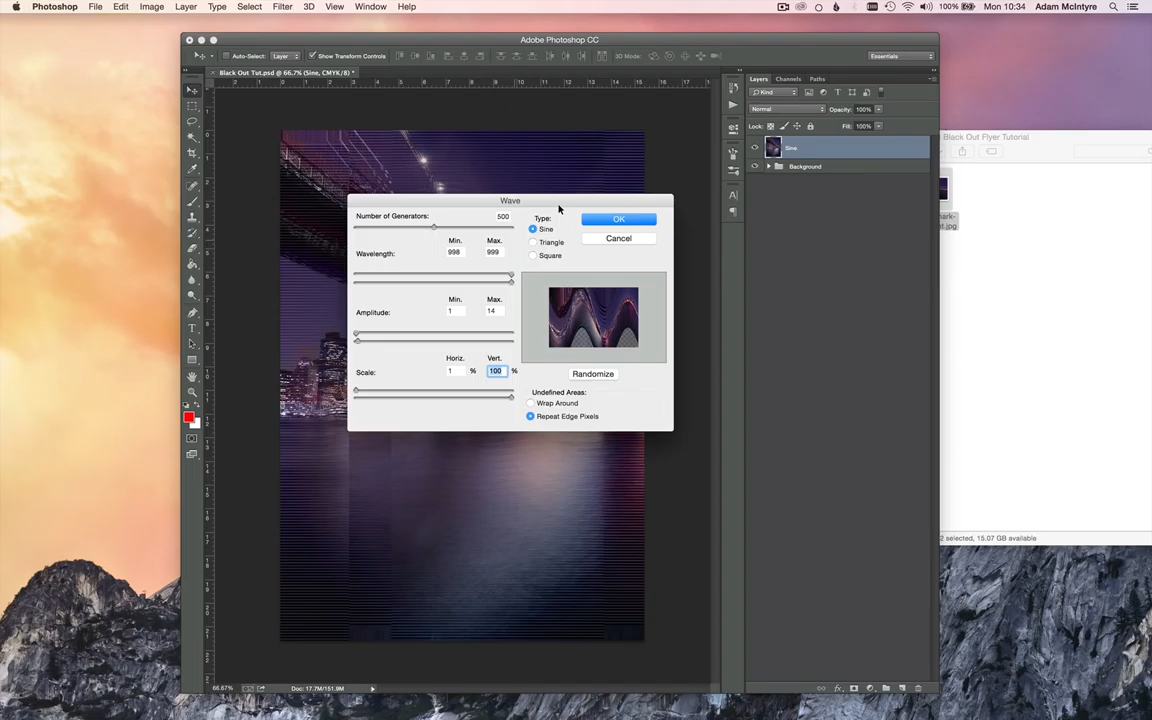 Photoshop File Edit Image Layer Type Select Filter 3D View Window Help 100% Mon 10:34 Adam McIntyre
Adobe Photoshop CC
Auto-Select: Layer Show Transform Controls 3D Mode: Essentials
Black Out Tut.psd @ 66.7% (Sine, CMYK/8) *
Layers Channels Paths
Kind
Normal Opacity: 100%
Lock: Fill: 100%
Sine
Background
Black Out Flyer Tutorial
Wave
Number of Generators: 500
Type:
Sine
Triangle
Square
OK
Cancel
Min. Max.
Wavelength: 998 999
Min. Max.
Amplitude: 1 14
Horiz. Vert.
Scale: 1 % 100 %
Randomize
Undefined Areas:
Wrap Around
Repeat Edge Pixels
2 selected, 15.07 GB available
66.67% Doc: 17.7M/151.9M